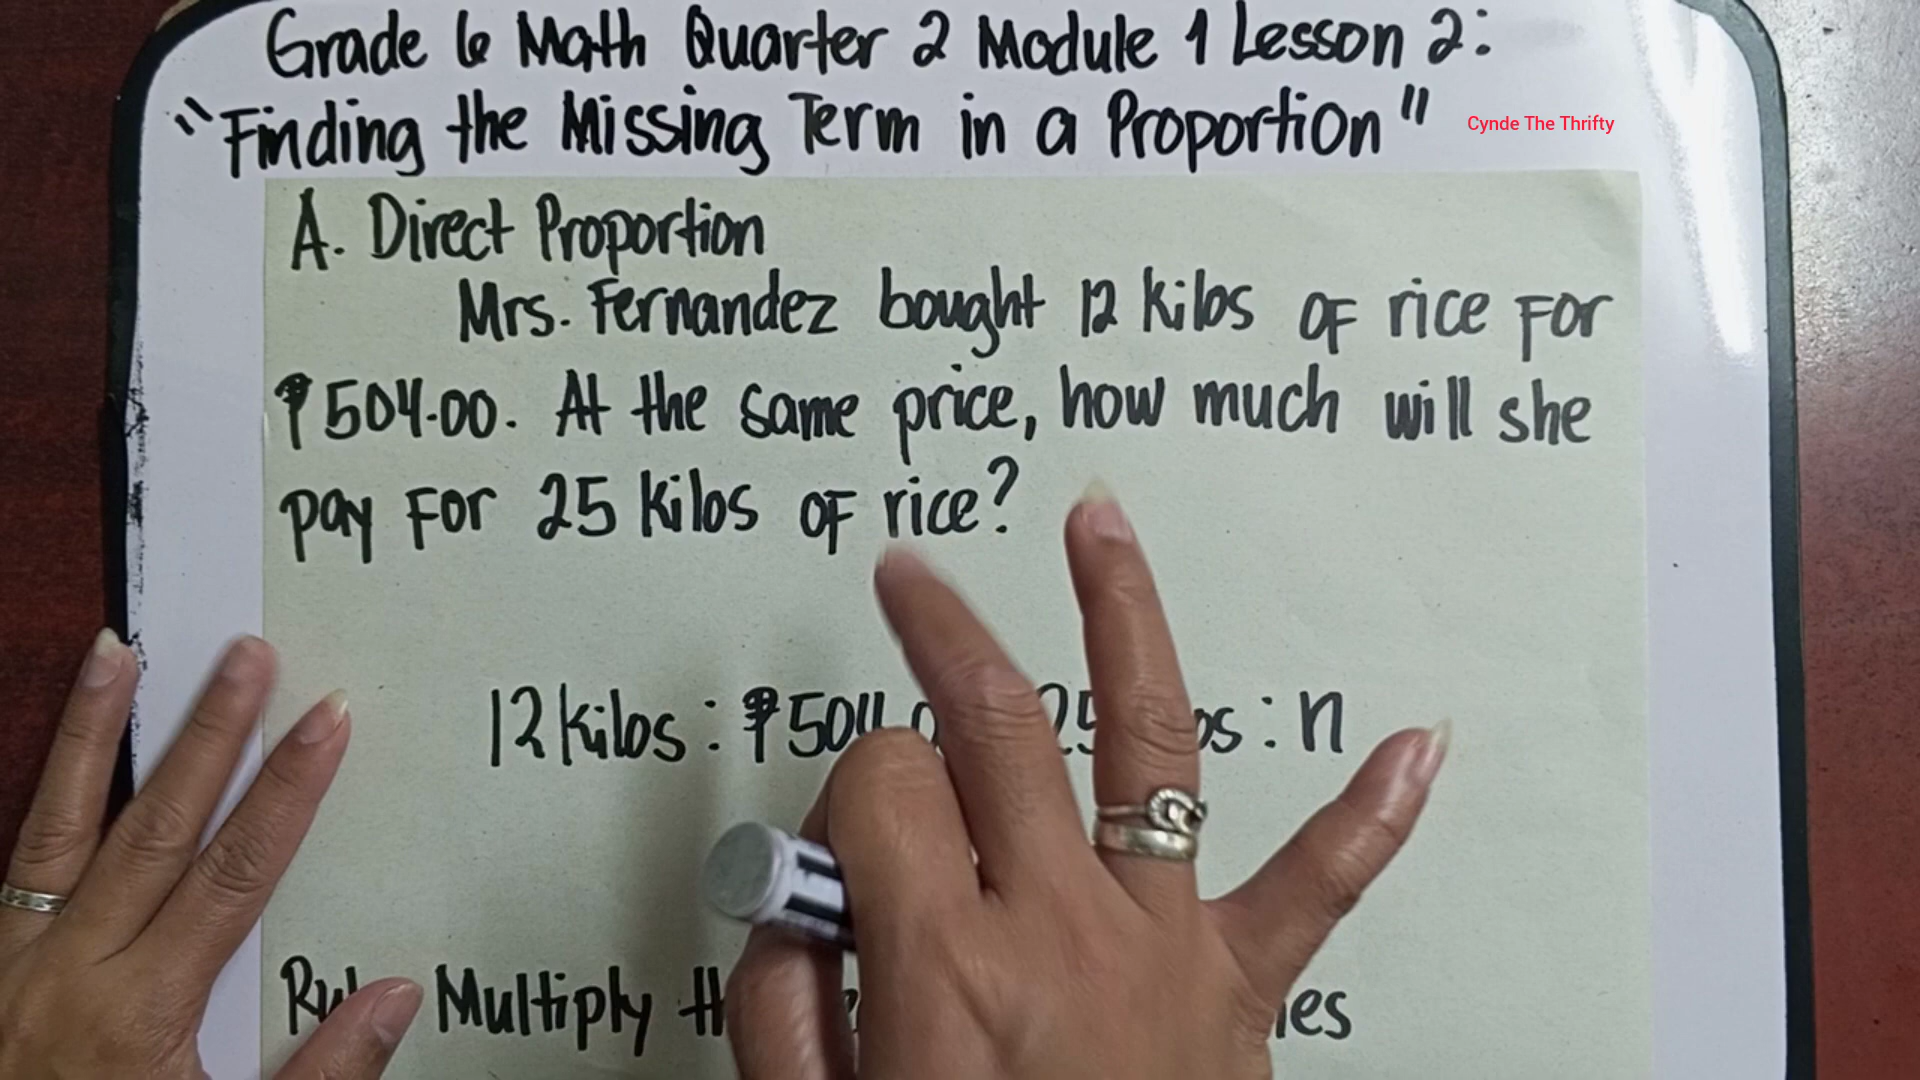 Grade 6 Math Quarter 2 Module 1 Lesson 2:
"Finding the Missing Term in a Proportion"
Cynde The Thrifty
A. Direct Proportion
Mrs. Fernandez bought 12 kilos of rice for
₱504.00. At the same price, how much will she
pay for 25 kilos of rice?
12 kilos : ₱504 25 : n
Multiply